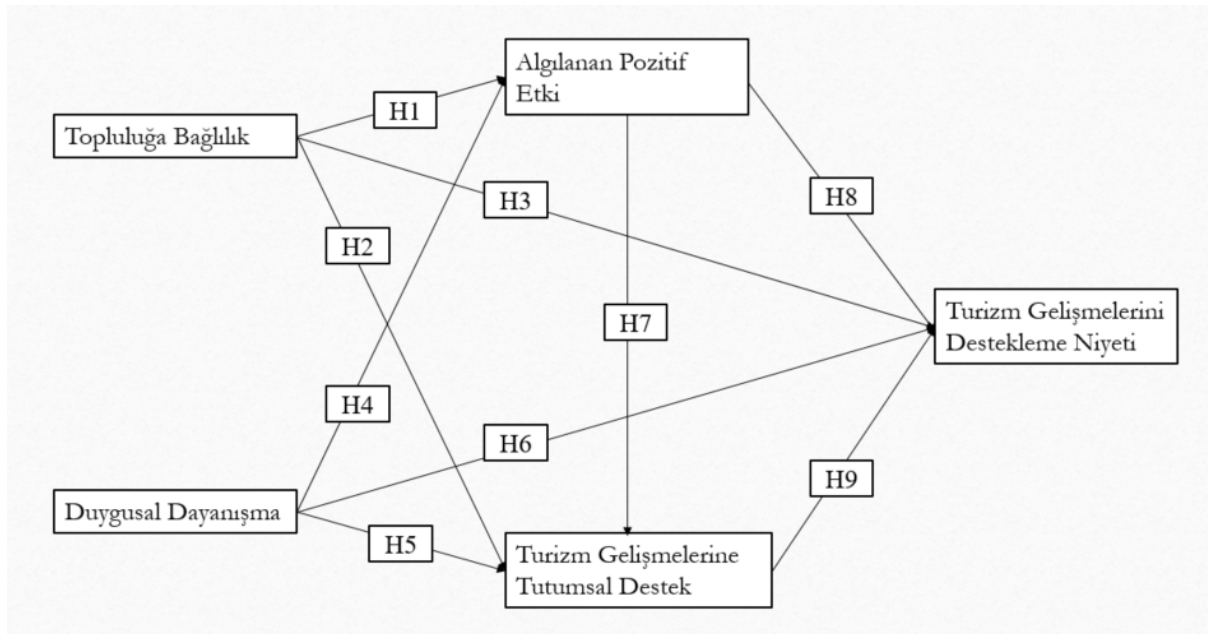 Algılanan Pozitif
Etki
H1
Topluluğa Bağlılık
H3
H8
H2
Turizm Gelişmelerini
Destekleme Niyeti
H7
H4
H6
H9
Duygusal Dayanışma
H5
Turizm Gelişmelerine
Tutumsal Destek